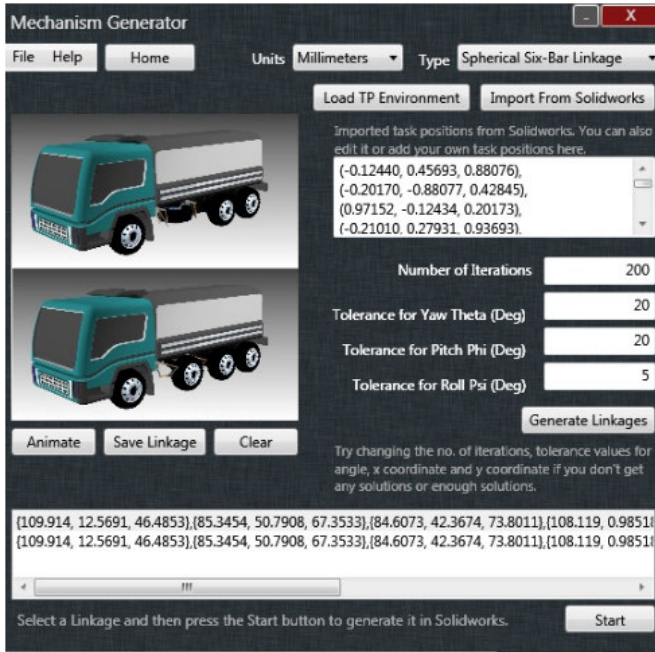 Mechanism Generator
File Help Home Units Millimeters Type Spherical Six-Bar Linkage
Load TP Environment Import From Solidworks
Imported task positions from Solidworks. You can also
edit it or add your own task positions here.
(-0.12440, 0.45693, 0.88076),
(-0.20170, -0.88077, 0.42845),
(0.97152, -0.12434, 0.20173),
(-0.21010, 0.27931, 0.93693),
Number of Iterations 200
Tolerance for Yaw Theta (Deg) 20
Tolerance for Pitch Phi (Deg) 20
Tolerance for Roll Psi (Deg) 5
Generate Linkages
Animate Save Linkage Clear
Try changing the no. of iterations, tolerance values for
angle, x coordinate and y coordinate if you don't get
any solutions or enough solutions.
{109.914, 12.5691, 46.4853},{85.3454, 50.7908, 67.3533},{84.6073, 42.3674, 73.8011},{108.119, 0.98518
{109.914, 12.5691, 46.4853},{85.3454, 50.7908, 67.3533},{84.6073, 42.3674, 73.8011},{108.119, 0.98518
Select a Linkage and then press the Start button to generate it in Solidworks. Start